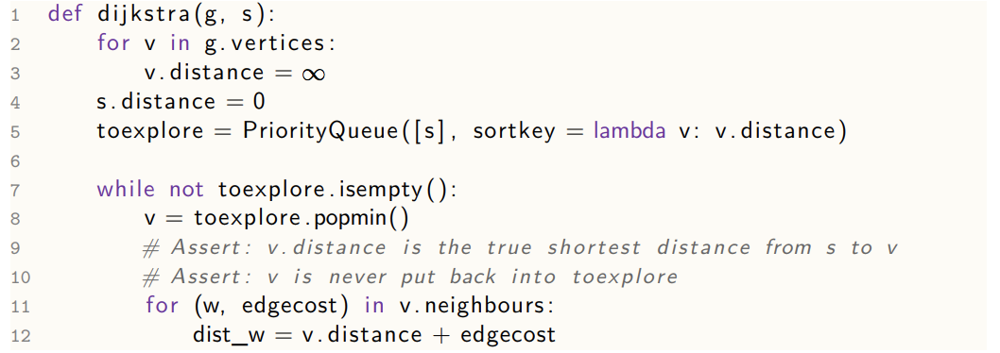 1 def dijkstra(g, s):
2     for v in g.vertices:
3         v.distance = ∞
4     s.distance = 0
5     toexplore = PriorityQueue([s], sortkey = lambda v: v.distance)
6
7     while not toexplore.isempty():
8         v = toexplore.popmin()
9         # Assert: v.distance is the true shortest distance from s to v
10         # Assert: v is never put back into toexplore
11         for (w, edgecost) in v.neighbours:
12             dist_w = v.distance + edgecost